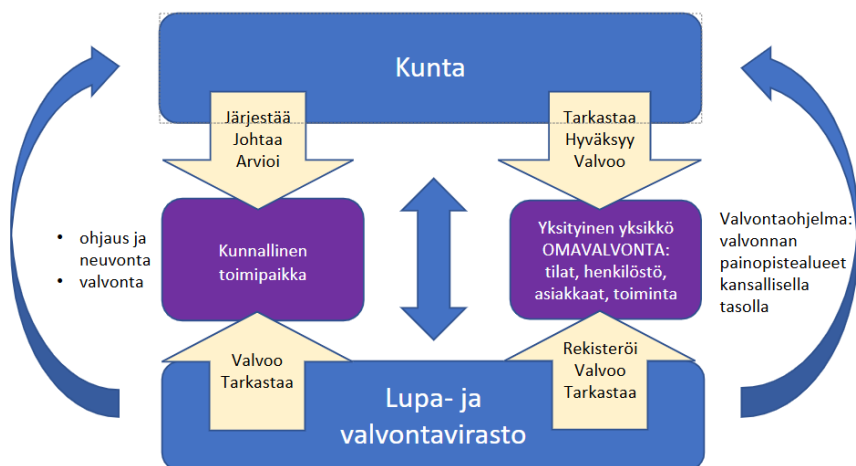 Kunta
Järjestää
Johtaa
Arvioi
Tarkastaa
Hyväksyy
Valvoo
• ohjaus ja
neuvonta
• valvonta
Kunnallinen
toimipaikka
Yksityinen yksikkö
OMAVALVONTA:
tilat, henkilöstö,
asiakkaat, toiminta
Valvontaohjelma:
valvonnan
painopistealueet
kansallisella
tasolla
Valvoo
Tarkastaa
Rekisteröi
Valvoo
Tarkastaa
Lupa- ja
valvontavirasto